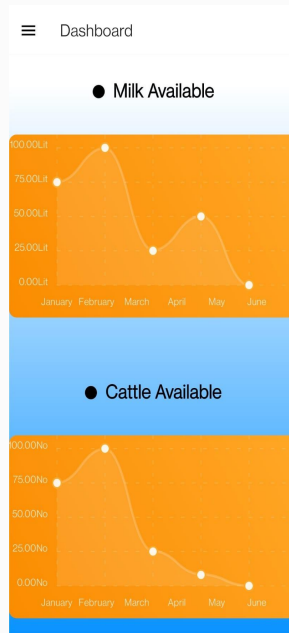 Dashboard
Milk Available
100.00Lit
75.00Lit
50.00Lit
25.00Lit
0.00Lit
January February March April May June
Cattle Available
100.00No
75.00No
50.00No
25.00No
0.00No
January February March April May June